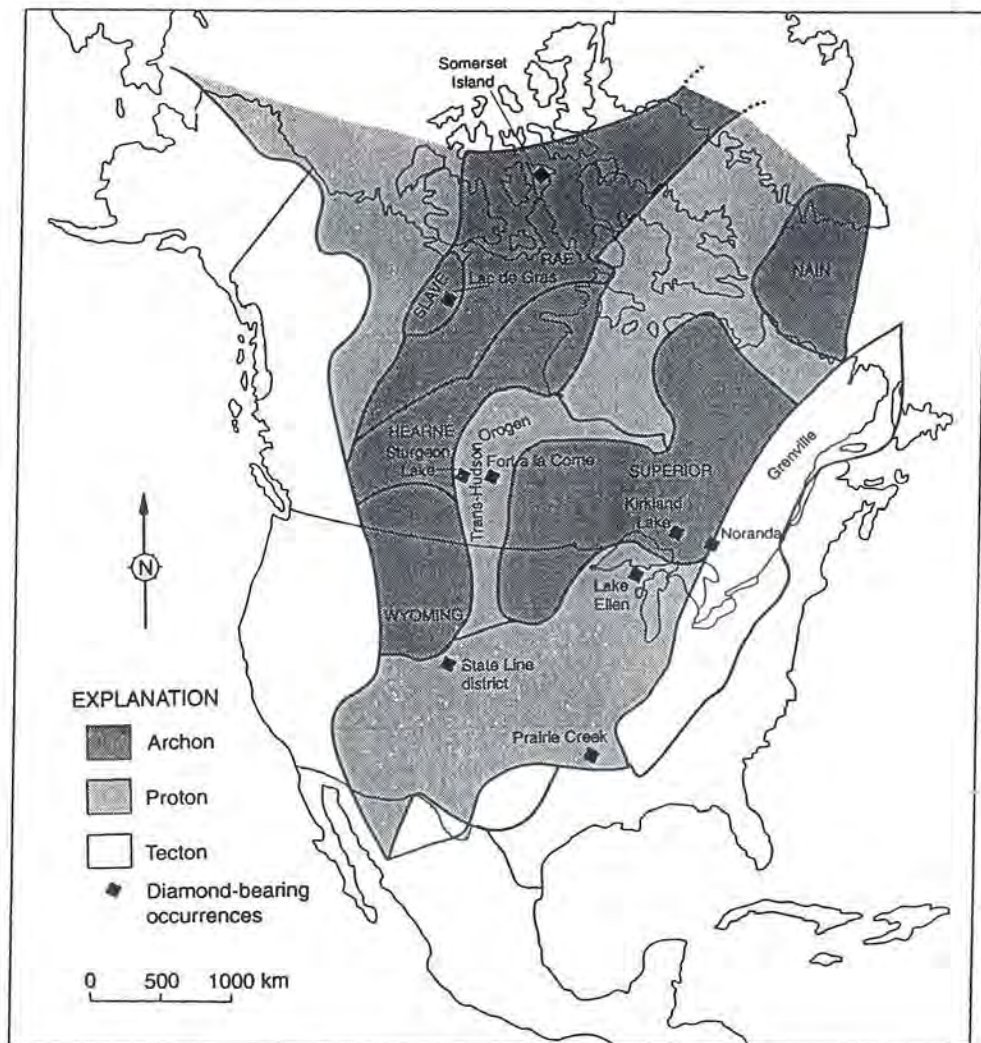 Somerset
Island
RAE
Lac de Gras
SLAVE
NAIN
HEARNE
Sturgeon
Lake
Trans-Hudson
Orogen
Fort a la Corne
SUPERIOR
Kirkland
Lake
Noranda
Grenville
Lake
Ellen
WYOMING
State Line
district
Prairie Creek
N
EXPLANATION
Archon
Proton
Tecton
Diamond-bearing
occurrences
0 500 1000 km